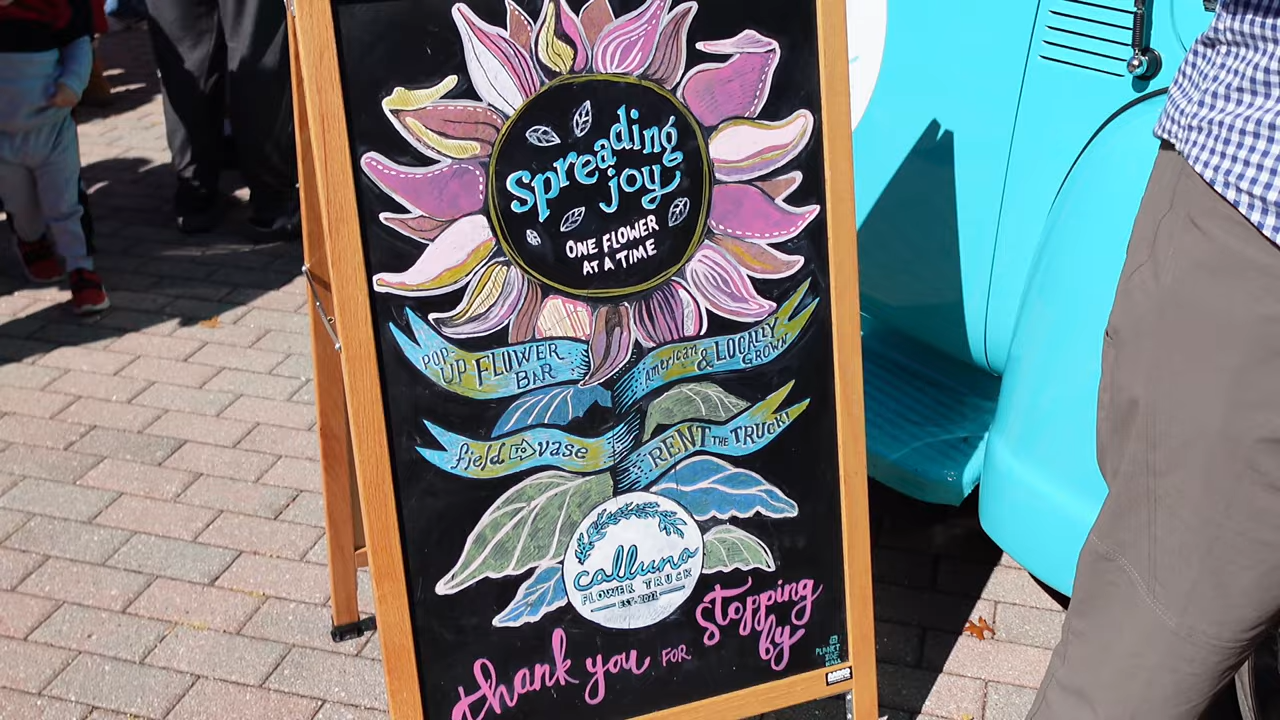 Spreading
joy
ONE FLOWER
AT A TIME
POP-UP FLOWER
BAR
American & LOCALLY
GROWN
field TO vase
RENT THE TRUCK!
calluna
FLOWER TRUCK
EST. 2021
thank you FOR stopping
by